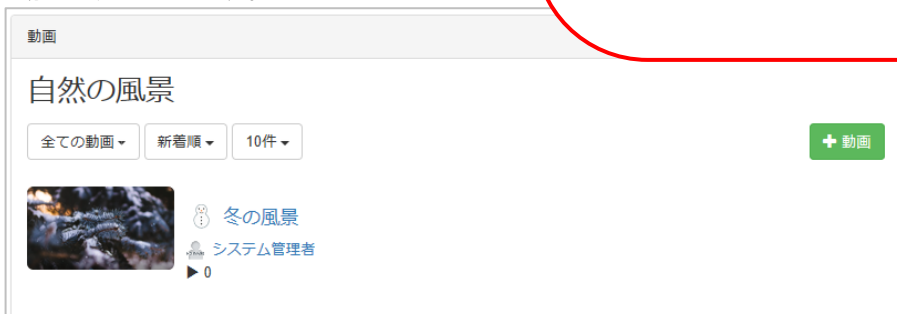 動画
自然の風景
全ての動画 新着順 10件 動画
冬の風景
システム管理者
0